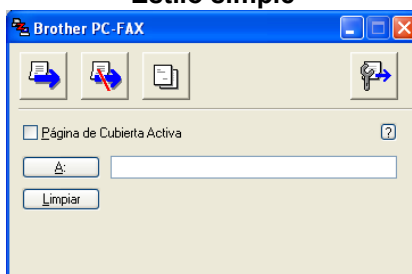 Estilo simple
Brother PC-FAX
Página de Cubierta Activa
?
A:
Limpiar